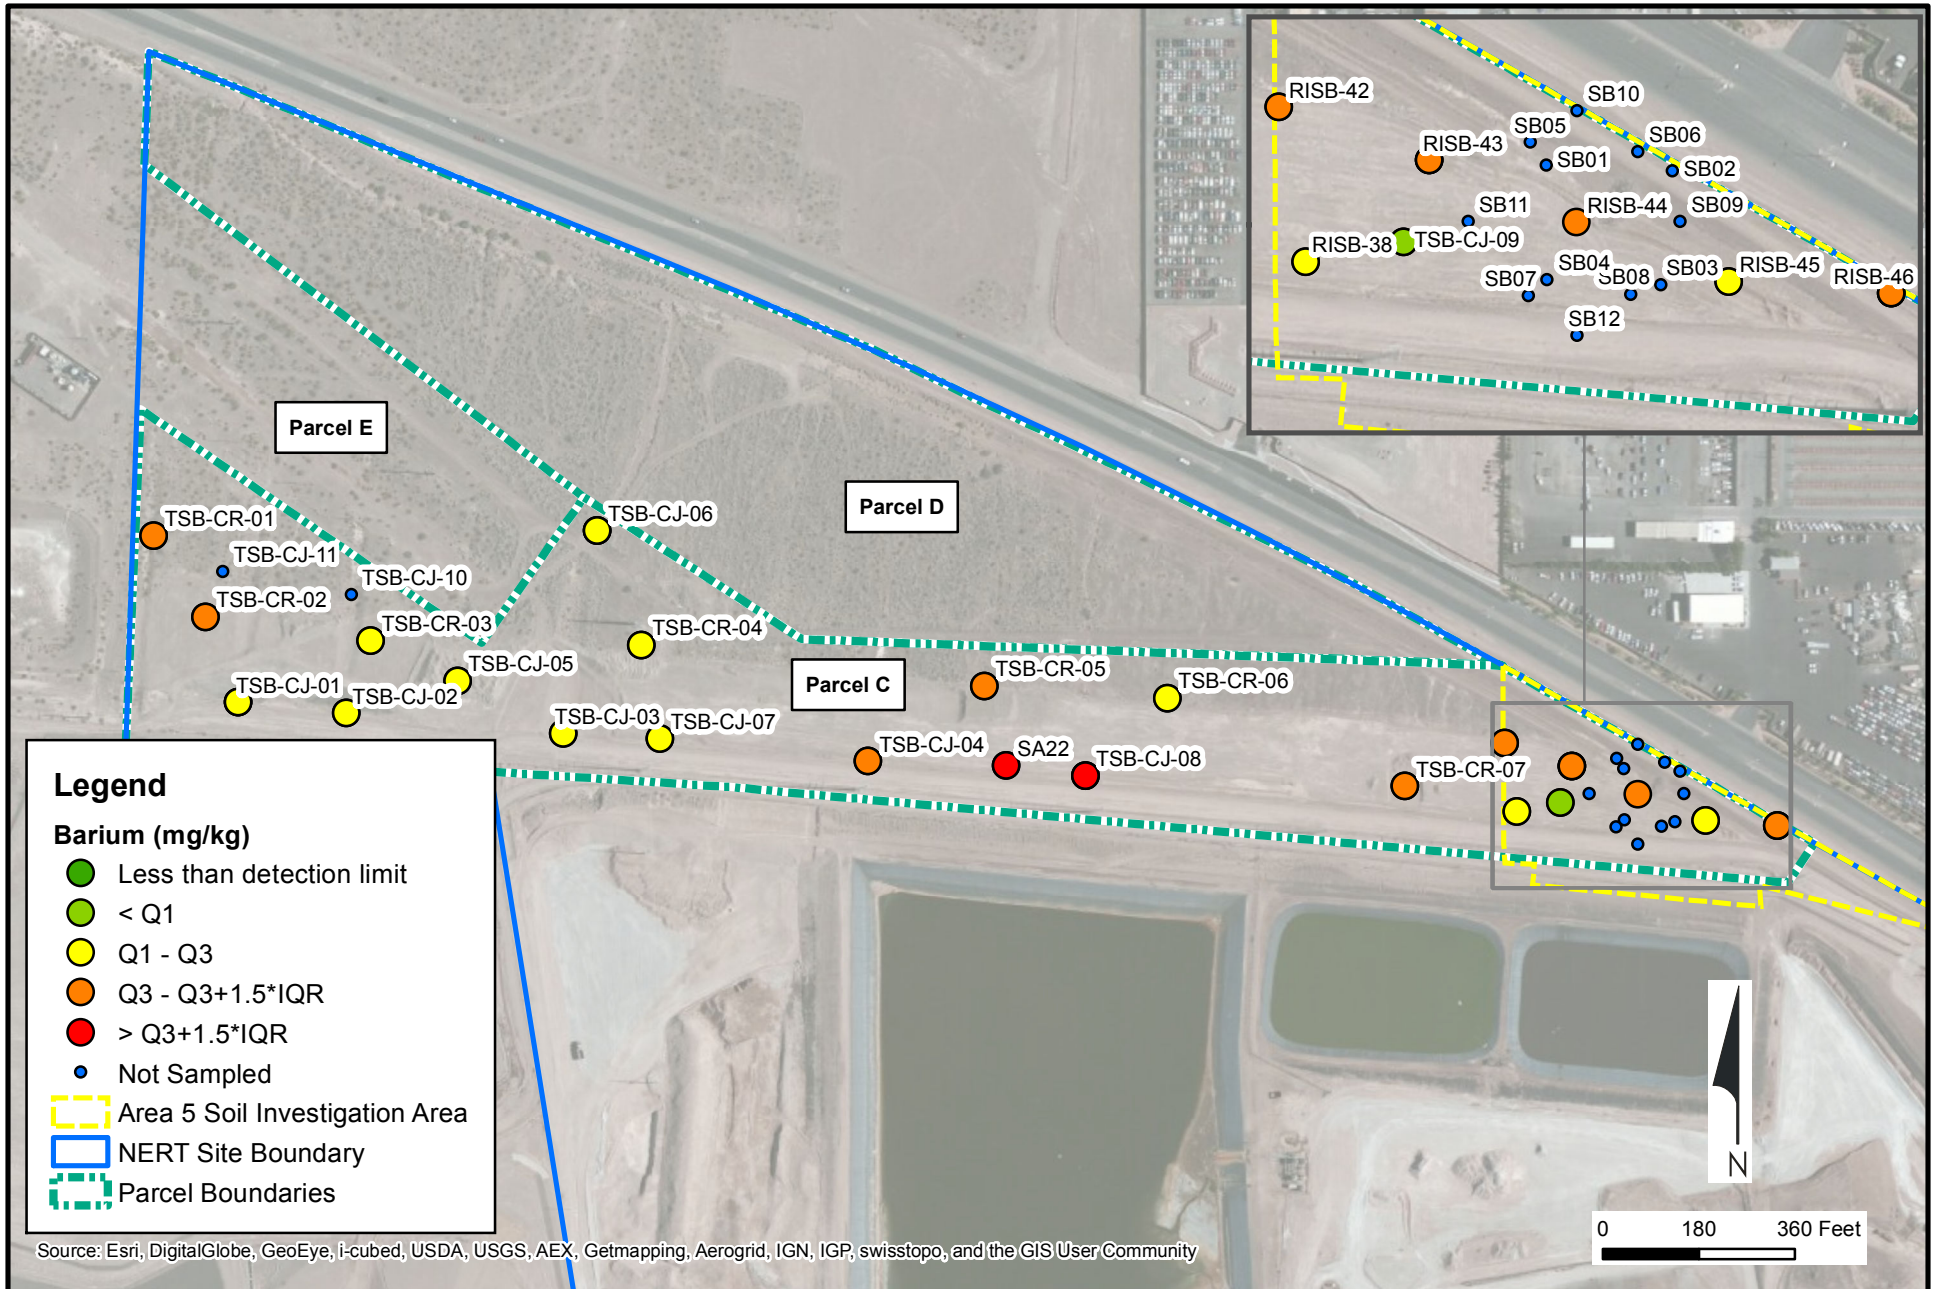 RISB-42
SB10
SB05
SB06
RISB-43
SB01
SB02
SB11
RISB-44
SB09
RISB-38
TSB-CJ-09
SB04
SB03
RISB-45
SB07
SB08
RISB-46
SB12
Parcel E
Parcel D
TSB-CR-01
TSB-CJ-06
TSB-CJ-11
TSB-CJ-10
TSB-CR-02
TSB-CR-03
TSB-CR-04
TSB-CJ-05
TSB-CR-05
Parcel C
TSB-CR-06
TSB-CJ-01
TSB-CJ-02
TSB-CJ-03
TSB-CJ-07
TSB-CJ-04
SA22
TSB-CJ-08
TSB-CR-07
Legend
Barium (mg/kg)
Less than detection limit
< Q1
Q1 - Q3
Q3 - Q3+1.5*IQR
> Q3+1.5*IQR
Not Sampled
Area 5 Soil Investigation Area
NERT Site Boundary
Parcel Boundaries
N
0 180 360 Feet
Source: Esri, DigitalGlobe, GeoEye, i-cubed, USDA, USGS, AEX, Getmapping, Aerogrid, IGN, IGP, swisstopo, and the GIS User Community